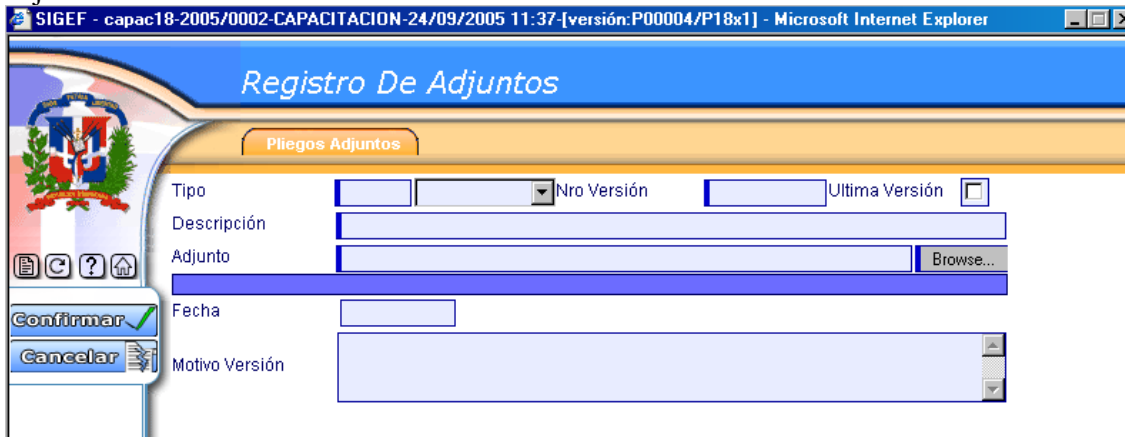 SIGEF - capac18-2005/0002-CAPACITACION-24/09/2005 11:37-[versión:P00004/P18x1] - Microsoft Internet Explorer
Registro De Adjuntos
Pliegos Adjuntos
Tipo Nro Versión Ultima Versión
Descripción
Adjunto Browse...
Fecha
Confirmar
Cancelar
Motivo Versión